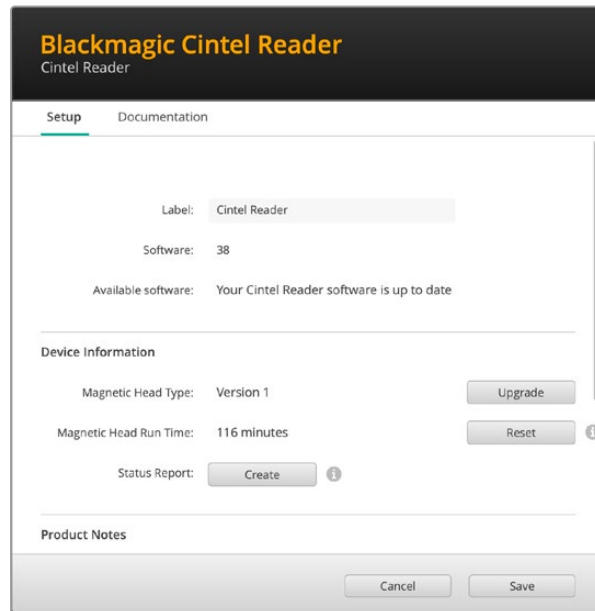 Blackmagic Cintel Reader
Cintel Reader
Setup Documentation
Label: Cintel Reader
Software: 38
Available software: Your Cintel Reader software is up to date
Device Information
Magnetic Head Type: Version 1 Upgrade
Magnetic Head Run Time: 116 minutes Reset
Status Report: Create
Product Notes
Cancel Save